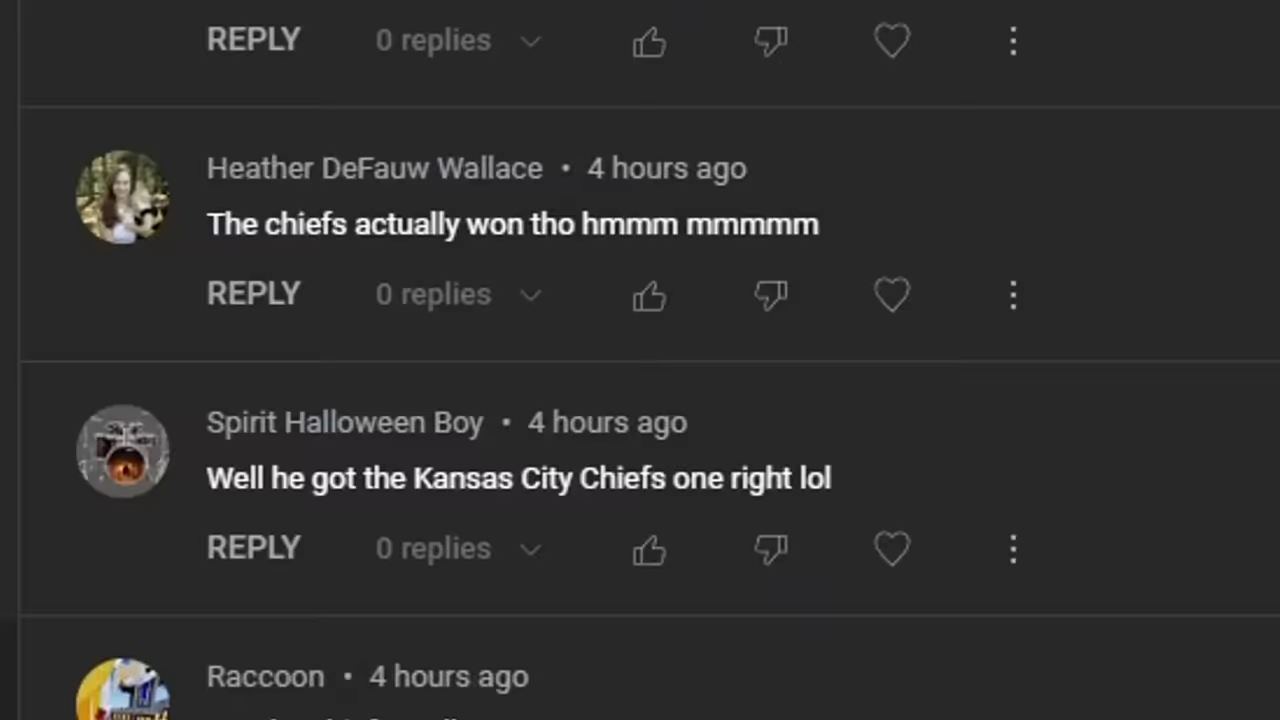 REPLY 0 replies
Heather DeFauw Wallace • 4 hours ago
The chiefs actually won tho hmmm mmmmm
REPLY 0 replies
Spirit Halloween Boy • 4 hours ago
Well he got the Kansas City Chiefs one right lol
REPLY 0 replies
Raccoon • 4 hours ago